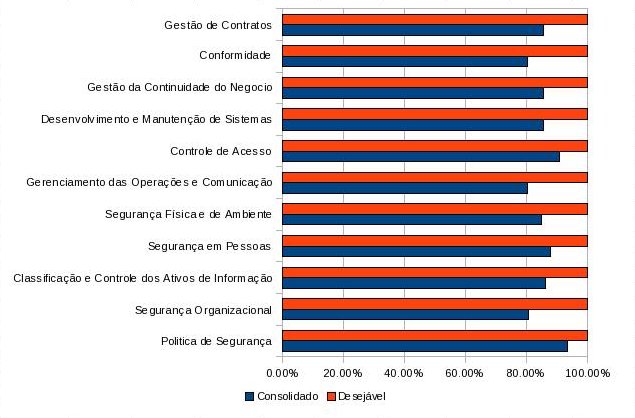 Gestão de Contratos
Conformidade
Gestão da Continuidade do Negocio
Desenvolvimento e Manutenção de Sistemas
Controle de Acesso
Gerenciamento das Operações e Comunicação
Segurança Física e de Ambiente
Segurança em Pessoas
Classificação e Controle dos Ativos de Informação
Segurança Organizacional
Politica de Segurança
0.00% 20.00% 40.00% 60.00% 80.00% 100.00%
Consolidado Desejável